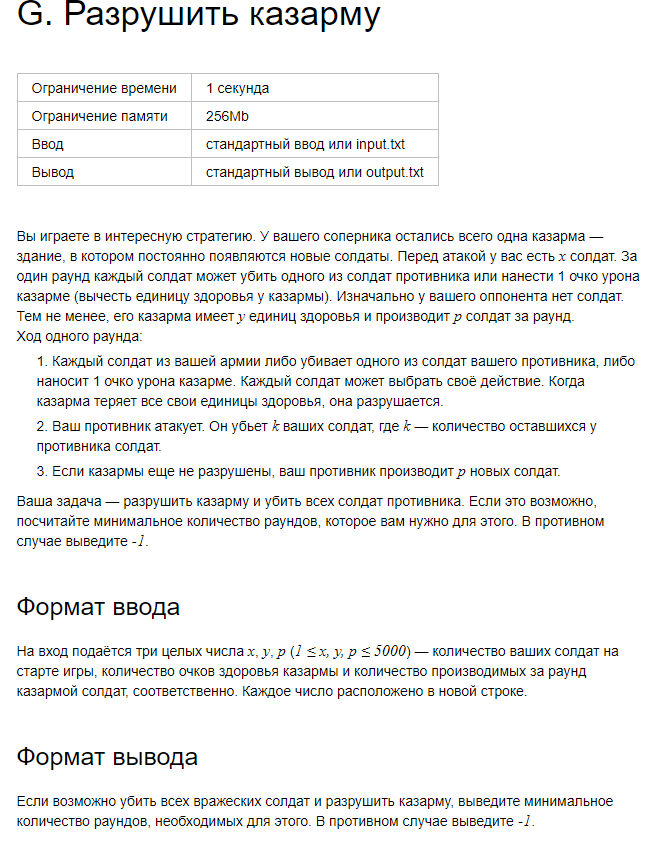 G. Разрушить казарму
Ограничение времени 1 секунда
Ограничение памяти 256Mb
Ввод стандартный ввод или input.txt
Вывод стандартный вывод или output.txt
Вы играете в интересную стратегию. У вашего соперника остались всего одна казарма —
здание, в котором постоянно появляются новые солдаты. Перед атакой у вас есть x солдат. За
один раунд каждый солдат может убить одного из солдат противника или нанести 1 очко урона
казарме (вычесть единицу здоровья у казармы). Изначально у вашего оппонента нет солдат.
Тем не менее, его казарма имеет y единиц здоровья и производит p солдат за раунд.
Ход одного раунда:
1. Каждый солдат из вашей армии либо убивает одного из солдат вашего противника, либо
наносит 1 очко урона казарме. Каждый солдат может выбрать своё действие. Когда
казарма теряет все свои единицы здоровья, она разрушается.
2. Ваш противник атакует. Он убьет k ваших солдат, где k — количество оставшихся у
противника солдат.
3. Если казармы еще не разрушены, ваш противник производит p новых солдат.
Ваша задача — разрушить казарму и убить всех солдат противника. Если это возможно,
посчитайте минимальное количество раундов, которое вам нужно для этого. В противном
случае выведите -1.
Формат ввода
На вход подаётся три целых числа x, y, p (1 ≤ x, y, p ≤ 5000) — количество ваших солдат на
старте игры, количество очков здоровья казармы и количество производимых за раунд
казармой солдат, соответственно. Каждое число расположено в новой строке.
Формат вывода
Если возможно убить всех вражеских солдат и разрушить казарму, выведите минимальное
количество раундов, необходимых для этого. В противном случае выведите -1.